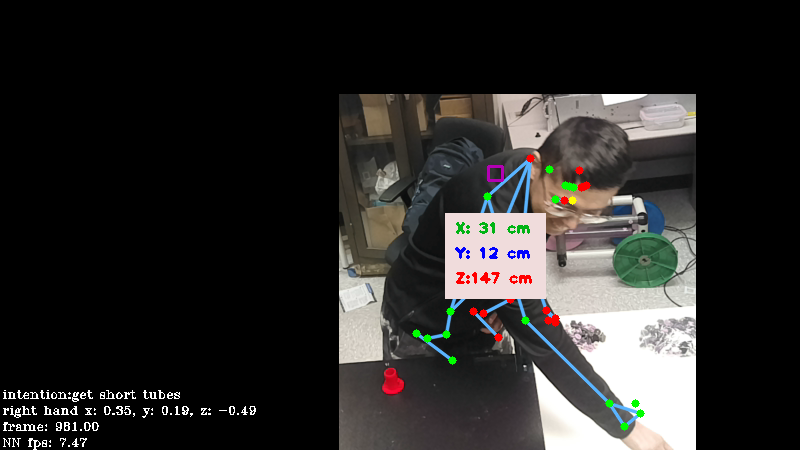 X: 31 cm
Y: 12 cm
Z:147 cm
intention:get short tubes
right hand x: 0.35, y: 0.19, z: -0.49
frame: 981.00
NN fps: 7.47